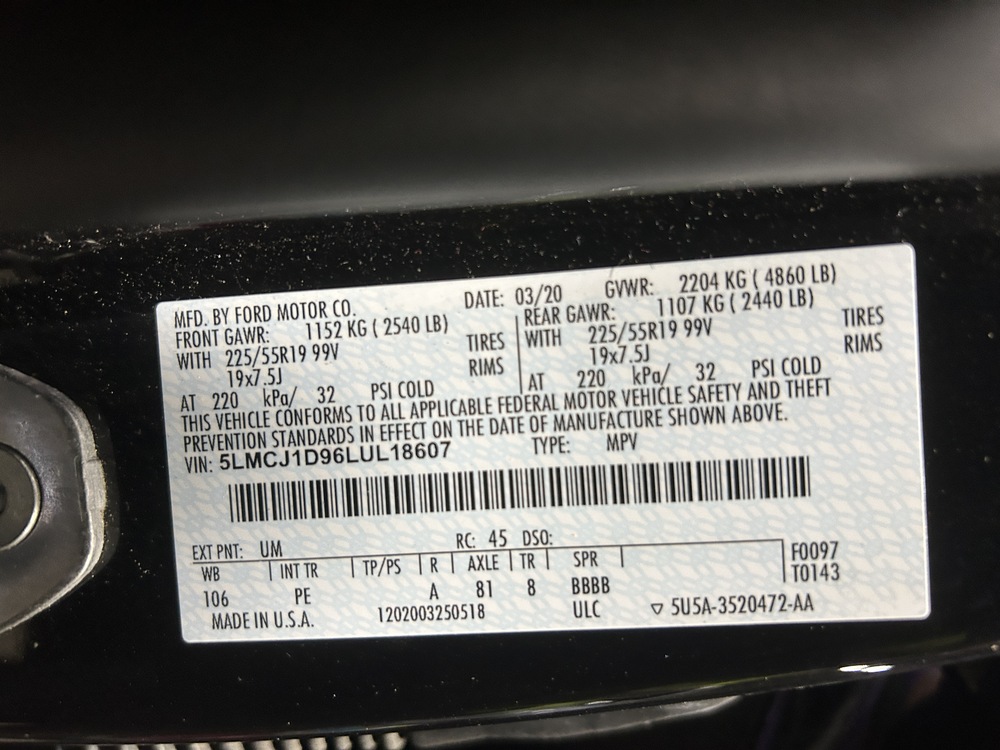 MFD. BY FORD MOTOR CO. DATE: 03/20 GVWR: 2204 KG ( 4860 LB)
FRONT GAWR: 1152 KG ( 2540 LB) REAR GAWR: 1107 KG ( 2440 LB)
WITH 225/55R19 99V TIRES WITH 225/55R19 99V TIRES
19x7.5J RIMS 19x7.5J RIMS
AT 220 kPa/ 32 PSI COLD AT 220 kPa/ 32 PSI COLD
THIS VEHICLE CONFORMS TO ALL APPLICABLE FEDERAL MOTOR VEHICLE SAFETY AND THEFT
PREVENTION STANDARDS IN EFFECT ON THE DATE OF MANUFACTURE SHOWN ABOVE.
VIN: 5LMCJ1D96LUL18607 TYPE: MPV
EXT PNT: UM RC: 45 DSO:
WB INT TR TP/PS R AXLE TR SPR F0097
106 PE A 81 8 BBBB T0143
MADE IN U.S.A. 1202003250518 ULC ▽ 5U5A-3520472-AA